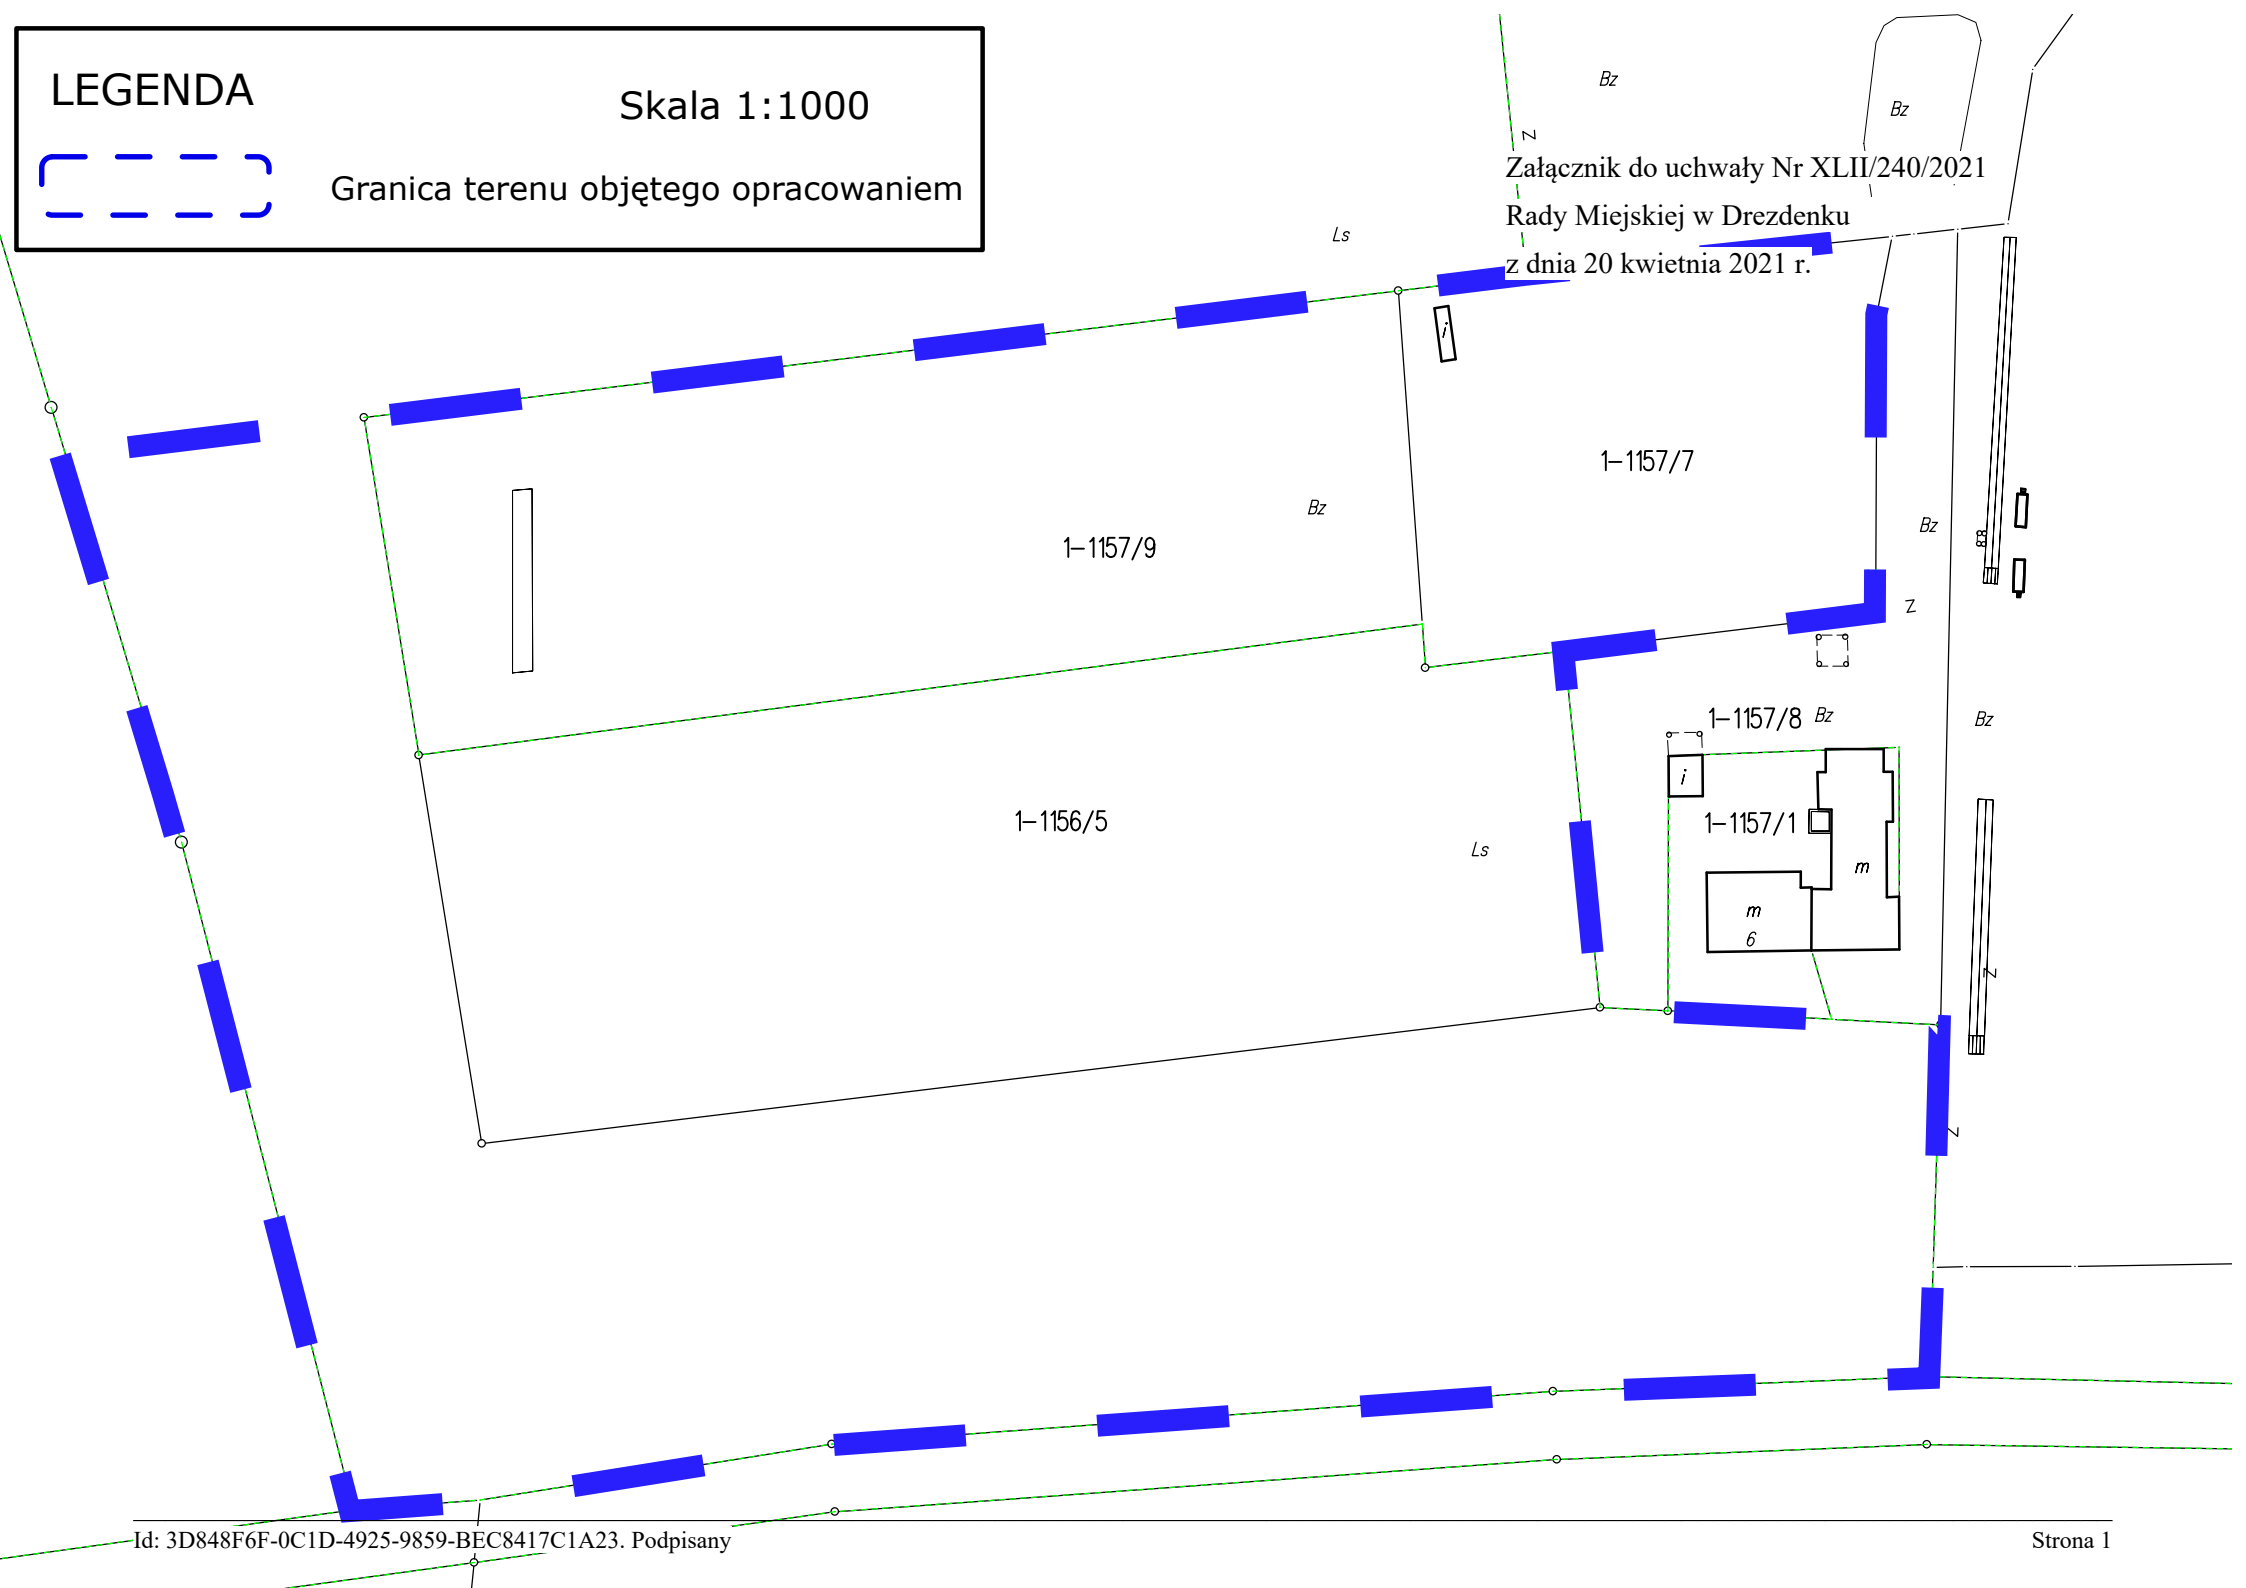 LEGENDA
Skala 1:1000
Granica terenu objętego opracowaniem
Bz
Bz
Z
Załącznik do uchwały Nr XLII/240/2021
Rady Miejskiej w Drezdenku
z dnia 20 kwietnia 2021 r.
Ls
i
1-1157/7
Bz
1-1157/9
Bz
Z
1-1157/8
Bz
Bz
i
1-1156/5
1-1157/1
Ls
m
m
6
Z
Z
Id: 3D848F6F-0C1D-4925-9859-BEC8417C1A23. Podpisany
Strona 1